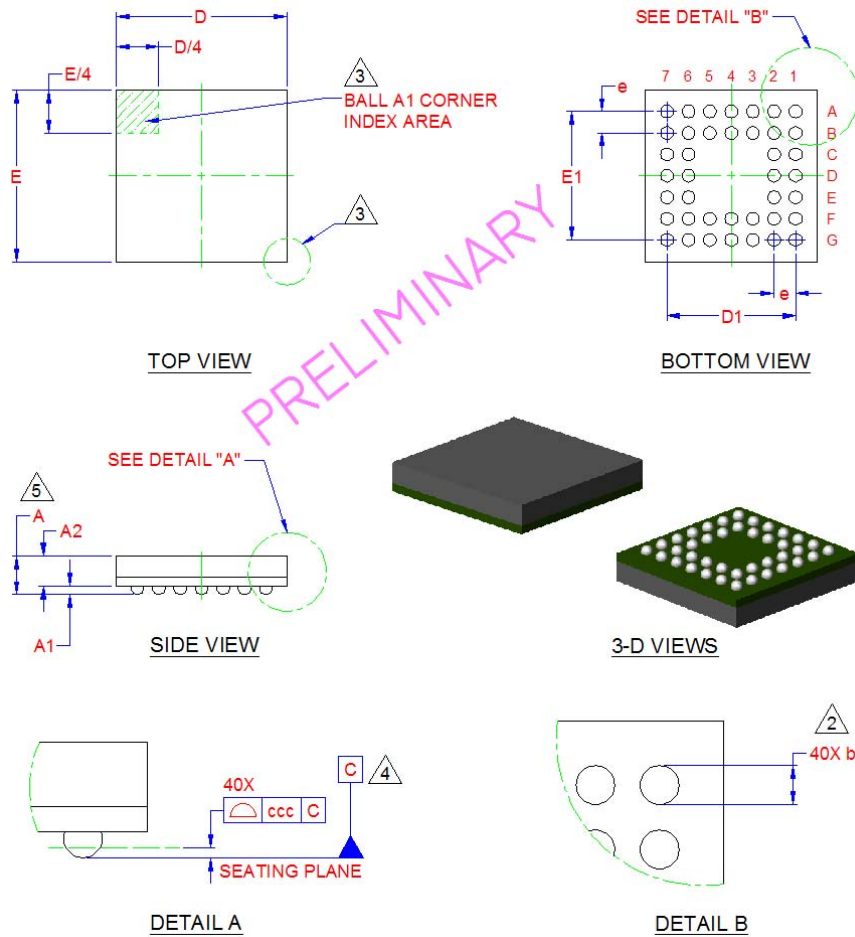 D
D/4
E/4
3
BALL A1 CORNER
INDEX AREA
E
3
TOP VIEW
SEE DETAIL "B"
7 6 5 4 3 2 1
e
A
B
C
D
E
F
G
E1
e
D1
BOTTOM VIEW
PRELIMINARY
SEE DETAIL "A"
5
A
A2
A1
SIDE VIEW
3-D VIEWS
40X
ccc C
C
4
SEATING PLANE
DETAIL A
2
40X b
DETAIL B